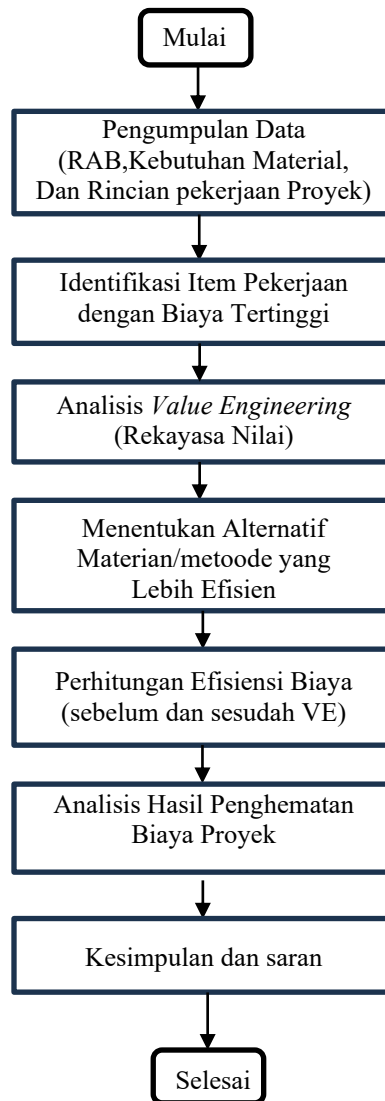 Mulai
Pengumpulan Data
(RAB,Kebutuhan Material,
Dan Rincian pekerjaan Proyek)
Identifikasi Item Pekerjaan
dengan Biaya Tertinggi
Analisis Value Engineering
(Rekayasa Nilai)
Menentukan Alternatif
Materian/metoode yang
Lebih Efisien
Perhitungan Efisiensi Biaya
(sebelum dan sesudah VE)
Analisis Hasil Penghematan
Biaya Proyek
Kesimpulan dan saran
Selesai